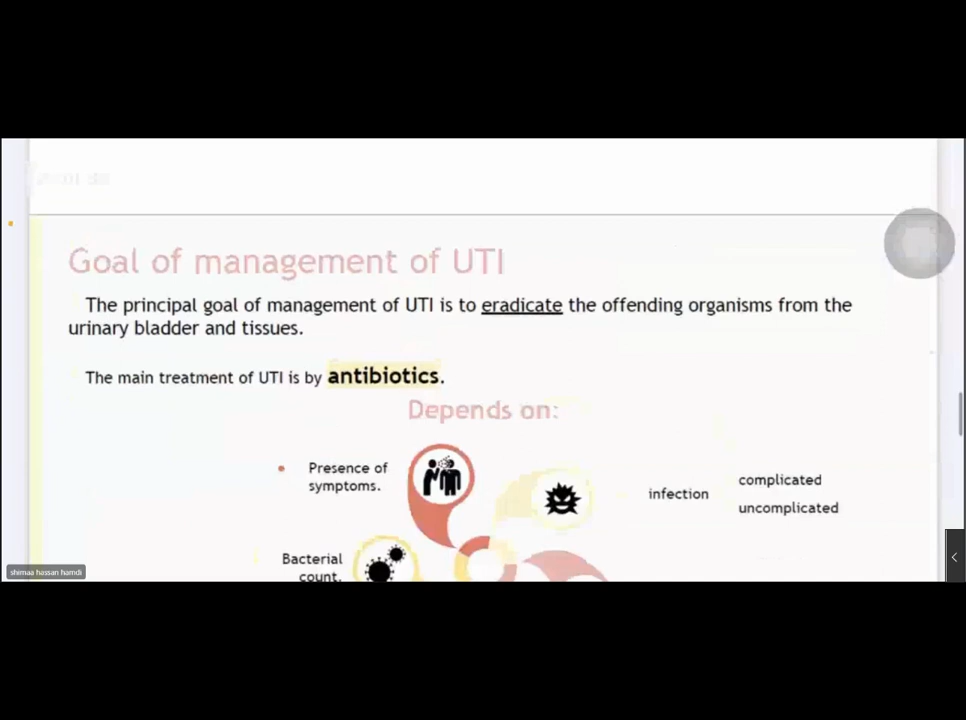 Goal of management of UTI
The principal goal of management of UTI is to eradicate the offending organisms from the
urinary bladder and tissues.
The main treatment of UTI is by antibiotics.
Depends on:
Presence of
symptoms.
infection
complicated
uncomplicated
Bacterial
count.
shimaa hassan hamdi